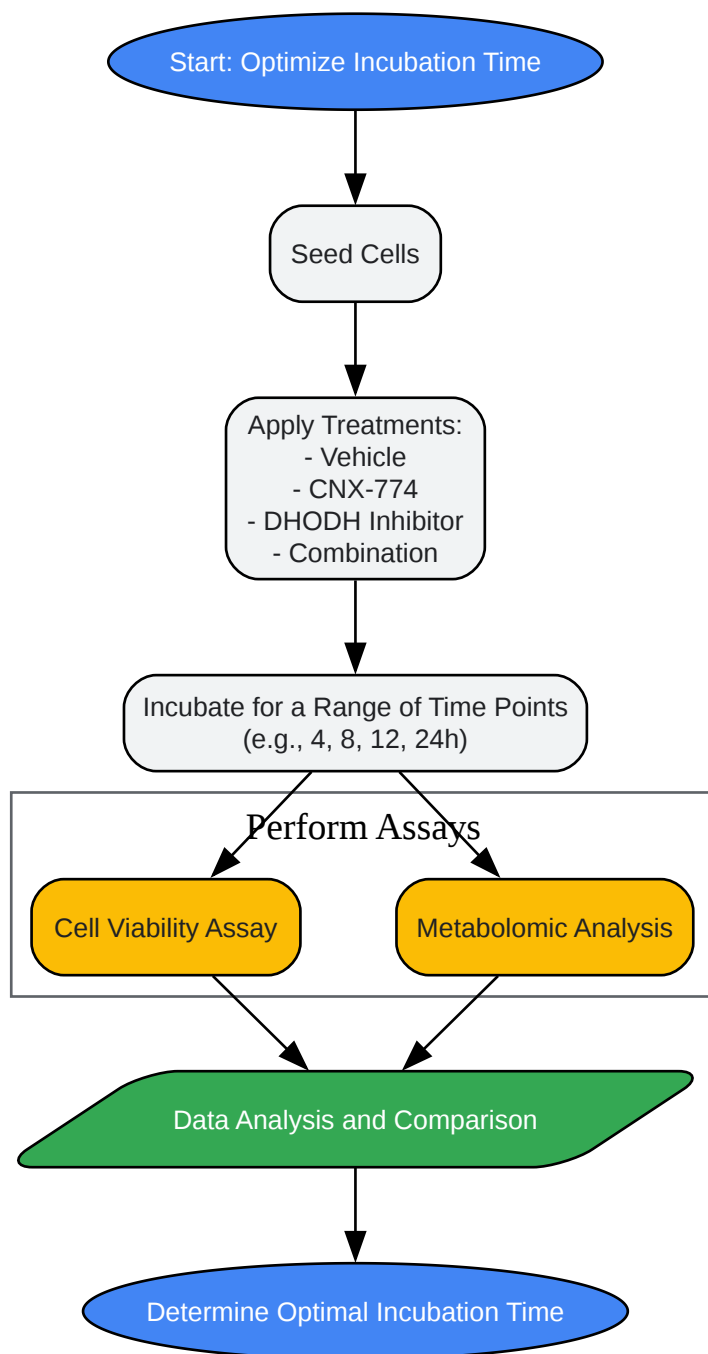 Start: Optimize Incubation Time
Seed Cells
Apply Treatments:
- Vehicle
- CNX-774
- DHODH Inhibitor
- Combination
Incubate for a Range of Time Points
(e.g., 4, 8, 12, 24h)
Perform Assays
Cell Viability Assay
Metabolomic Analysis
Data Analysis and Comparison
Determine Optimal Incubation Time